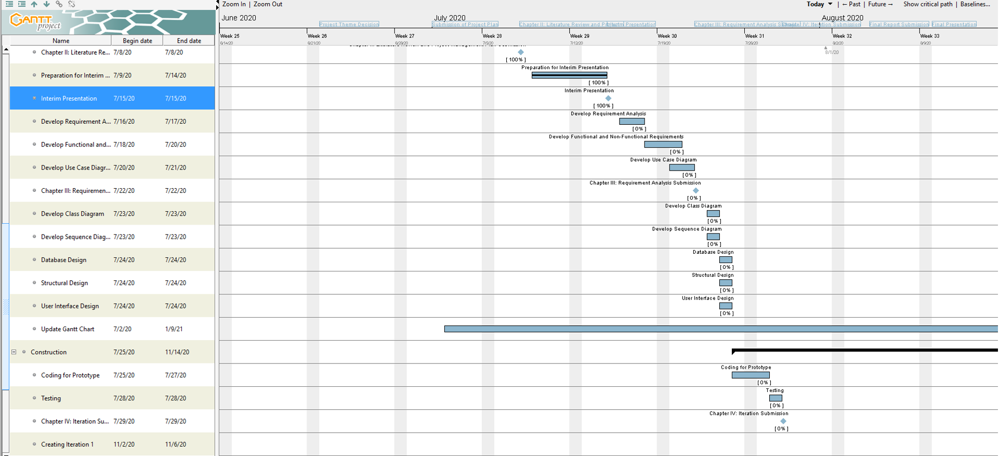 Zoom In | Zoom Out
Today | ← Past | Future → Show critical path | Baselines...
GANTT
project
June 2020 July 2020 August 2020
Project Theme Decision Submission of Project Plan Chapter II: Literature Review and Interim Presentation Chapter III: Requirement Analysis Chapter IV: Iteration Submission Final Report Submission Final Presentation
Name Begin date End date
Week 25 Week 26 Week 27 Week 28 Week 29 Week 30 Week 31 Week 32 Week 33
6/14/20 6/21/20 6/28/20 7/5/20 7/12/20 7/19/20 7/26/20 8/2/20 8/9/20
8/1/20
Chapter II: Literature Re... 7/8/20 7/8/20
[ 100% ]
Preparation for Interim ... 7/9/20 7/14/20
Preparation for Interim Presentation
[ 100% ]
Interim Presentation 7/15/20 7/15/20
Interim Presentation
[ 100% ]
Develop Requirement A... 7/16/20 7/17/20
Develop Requirement Analysis
[ 0% ]
Develop Functional and... 7/18/20 7/20/20
Develop Functional and Non-Functional Requirements
[ 0% ]
Develop Use Case Diagr... 7/20/20 7/21/20
Develop Use Case Diagram
[ 0% ]
Chapter III: Requiremen... 7/22/20 7/22/20
Chapter III: Requirement Analysis Submission
[ 0% ]
Develop Class Diagram 7/23/20 7/23/20
Develop Class Diagram
[ 0% ]
Develop Sequence Diag... 7/23/20 7/23/20
Develop Sequence Diagram
[ 0% ]
Database Design 7/24/20 7/24/20
Database Design
[ 0% ]
Structural Design 7/24/20 7/24/20
Structural Design
[ 0% ]
User Interface Design 7/24/20 7/24/20
User Interface Design
[ 0% ]
Update Gantt Chart 7/2/20 1/9/21
Construction 7/25/20 11/14/20
Coding for Prototype 7/25/20 7/27/20
Coding for Prototype
[ 0% ]
Testing 7/28/20 7/28/20
Testing
[ 0% ]
Chapter IV: Iteration Su... 7/29/20 7/29/20
Chapter IV: Iteration Submission
[ 0% ]
Creating Iteration 1 11/2/20 11/6/20